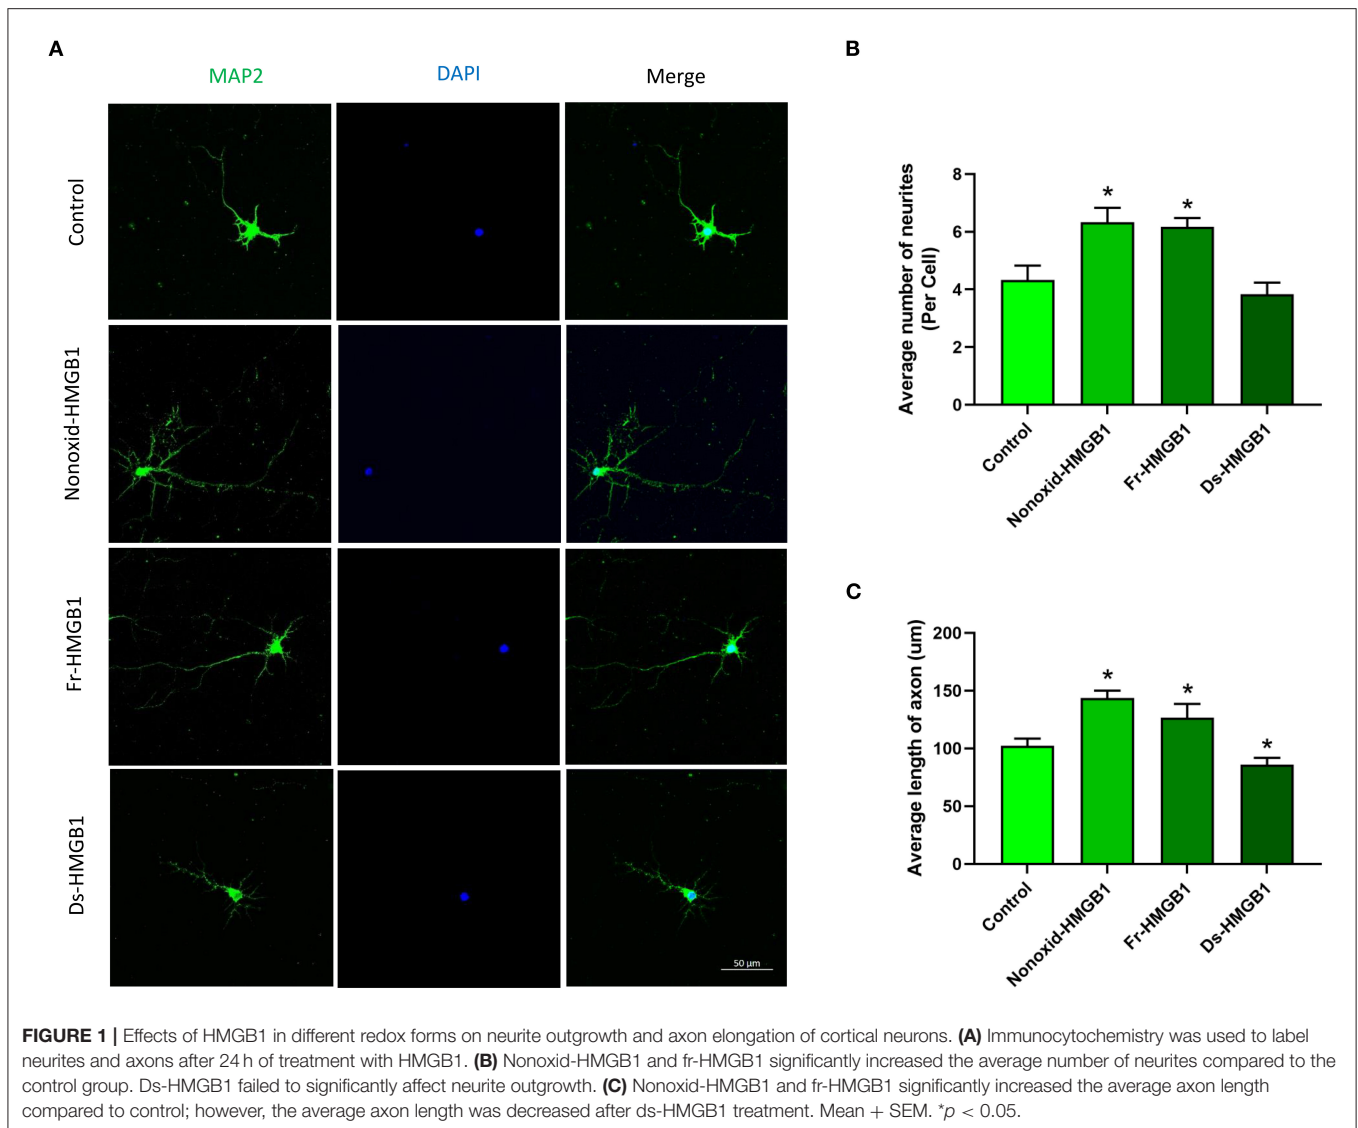 A
MAP2
DAPI
Merge
Control
Nonoxid-HMGB1
Fr-HMGB1
Ds-HMGB1
50 µm
B
Average number of neurites
(Per Cell)
8
6
4
2
0
*
*
Control
Nonoxid-HMGB1
Fr-HMGB1
Ds-HMGB1
C
Average length of axon (um)
200
150
100
50
0
*
*
*
Control
Nonoxid-HMGB1
Fr-HMGB1
Ds-HMGB1
FIGURE 1 | Effects of HMGB1 in different redox forms on neurite outgrowth and axon elongation of cortical neurons. (A) Immunocytochemistry was used to label
neurites and axons after 24 h of treatment with HMGB1. (B) Nonoxid-HMGB1 and fr-HMGB1 significantly increased the average number of neurites compared to the
control group. Ds-HMGB1 failed to significantly affect neurite outgrowth. (C) Nonoxid-HMGB1 and fr-HMGB1 significantly increased the average axon length
compared to control; however, the average axon length was decreased after ds-HMGB1 treatment. Mean + SEM. *p < 0.05.